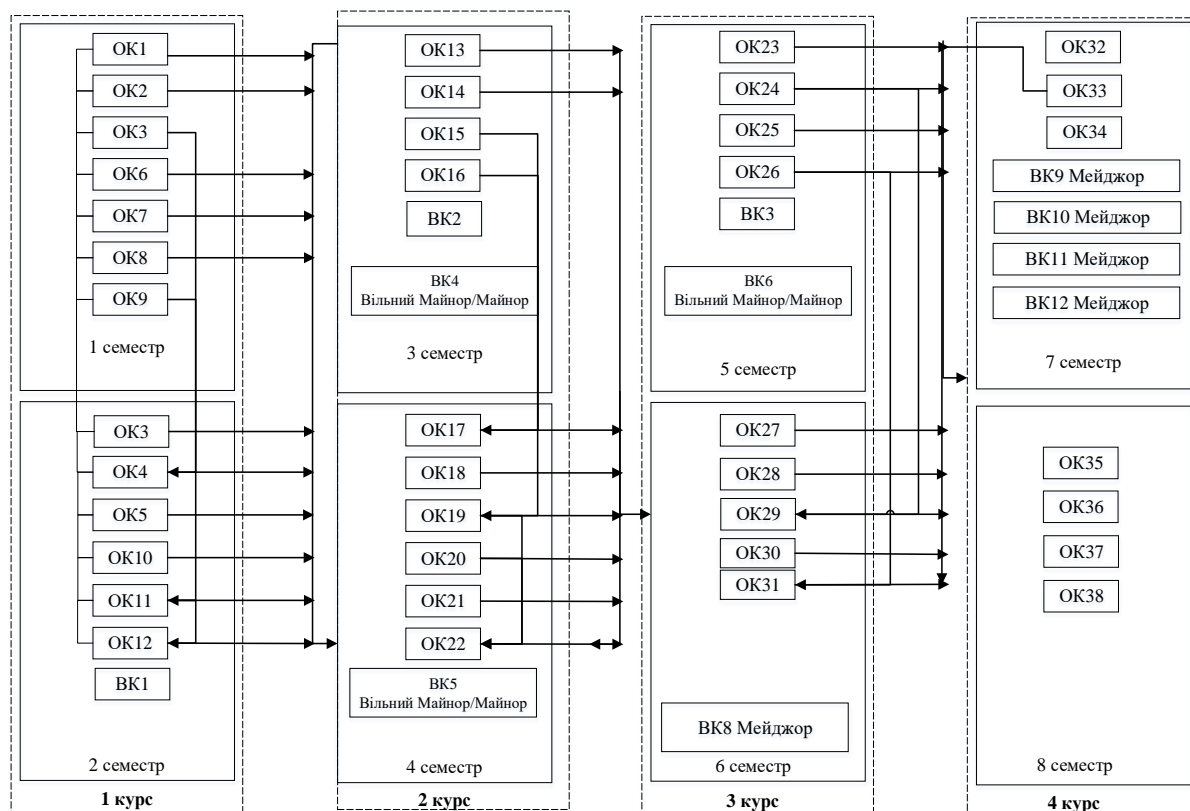 ОК1
ОК2
ОК3
ОК6
ОК7
ОК8
ОК9
1 семестр
ОК3
ОК4
ОК5
ОК10
ОК11
ОК12
ВК1
2 семестр
1 курс
ОК13
ОК14
ОК15
ОК16
ВК2
ВК4
Вільний Майнор/Майнор
3 семестр
ОК17
ОК18
ОК19
ОК20
ОК21
ОК22
ВК5
Вільний Майнор/Майнор
4 семестр
2 курс
ОК23
ОК24
ОК25
ОК26
ВК3
ВК6
Вільний Майнор/Майнор
5 семестр
ОК27
ОК28
ОК29
ОК30
ОК31
ВК8 Мейджор
6 семестр
3 курс
ОК32
ОК33
ОК34
ВК9 Мейджор
ВК10 Мейджор
ВК11 Мейджор
ВК12 Мейджор
7 семестр
ОК35
ОК36
ОК37
ОК38
8 семестр
4 курс